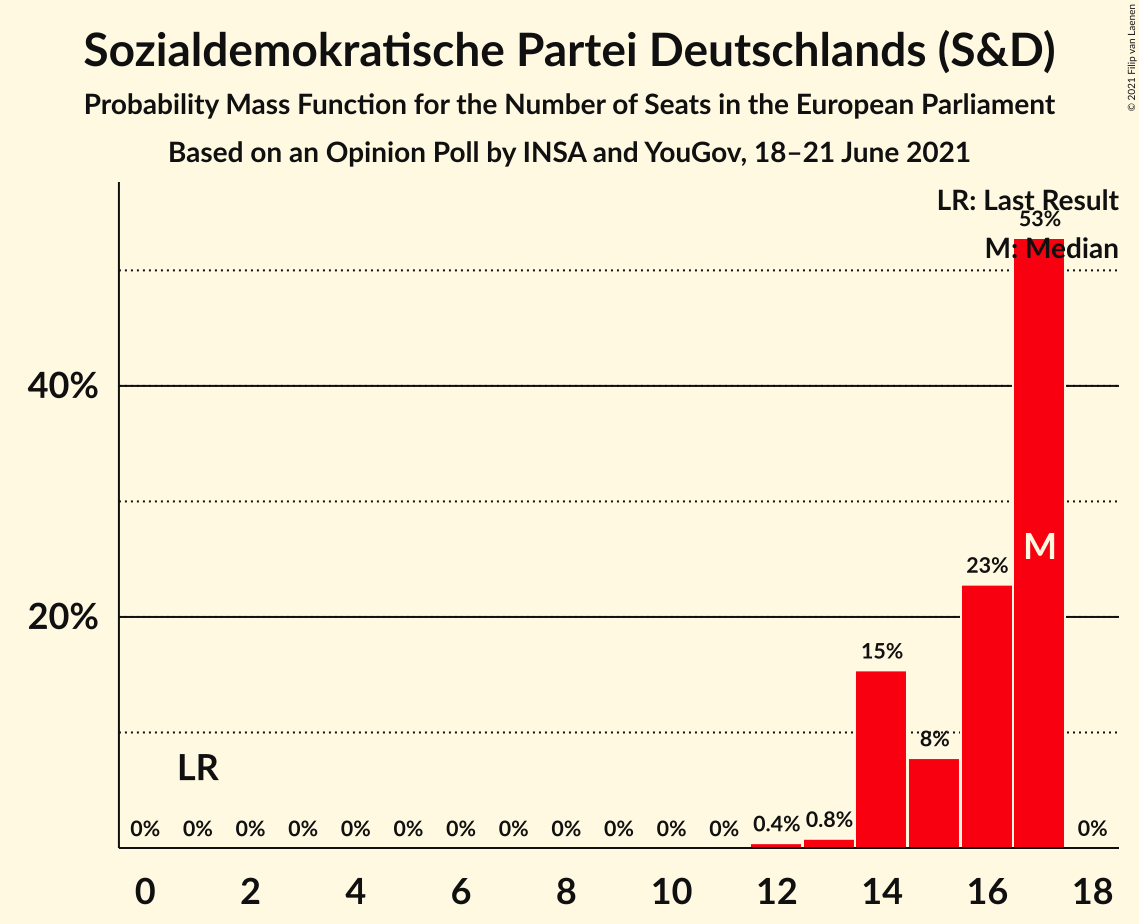 Sozialdemokratische Partei Deutschlands (S&D)
Probability Mass Function for the Number of Seats in the European Parliament
Based on an Opinion Poll by INSA and YouGov, 18–21 June 2021
© 2021 Filip van Laenen
LR: Last Result
53%
M: Median
40%
M
23%
20%
15%
8%
LR
0% 0% 0% 0% 0% 0% 0% 0% 0% 0% 0% 0% 0.4% 0.8% 0%
0 2 4 6 8 10 12 14 16 18